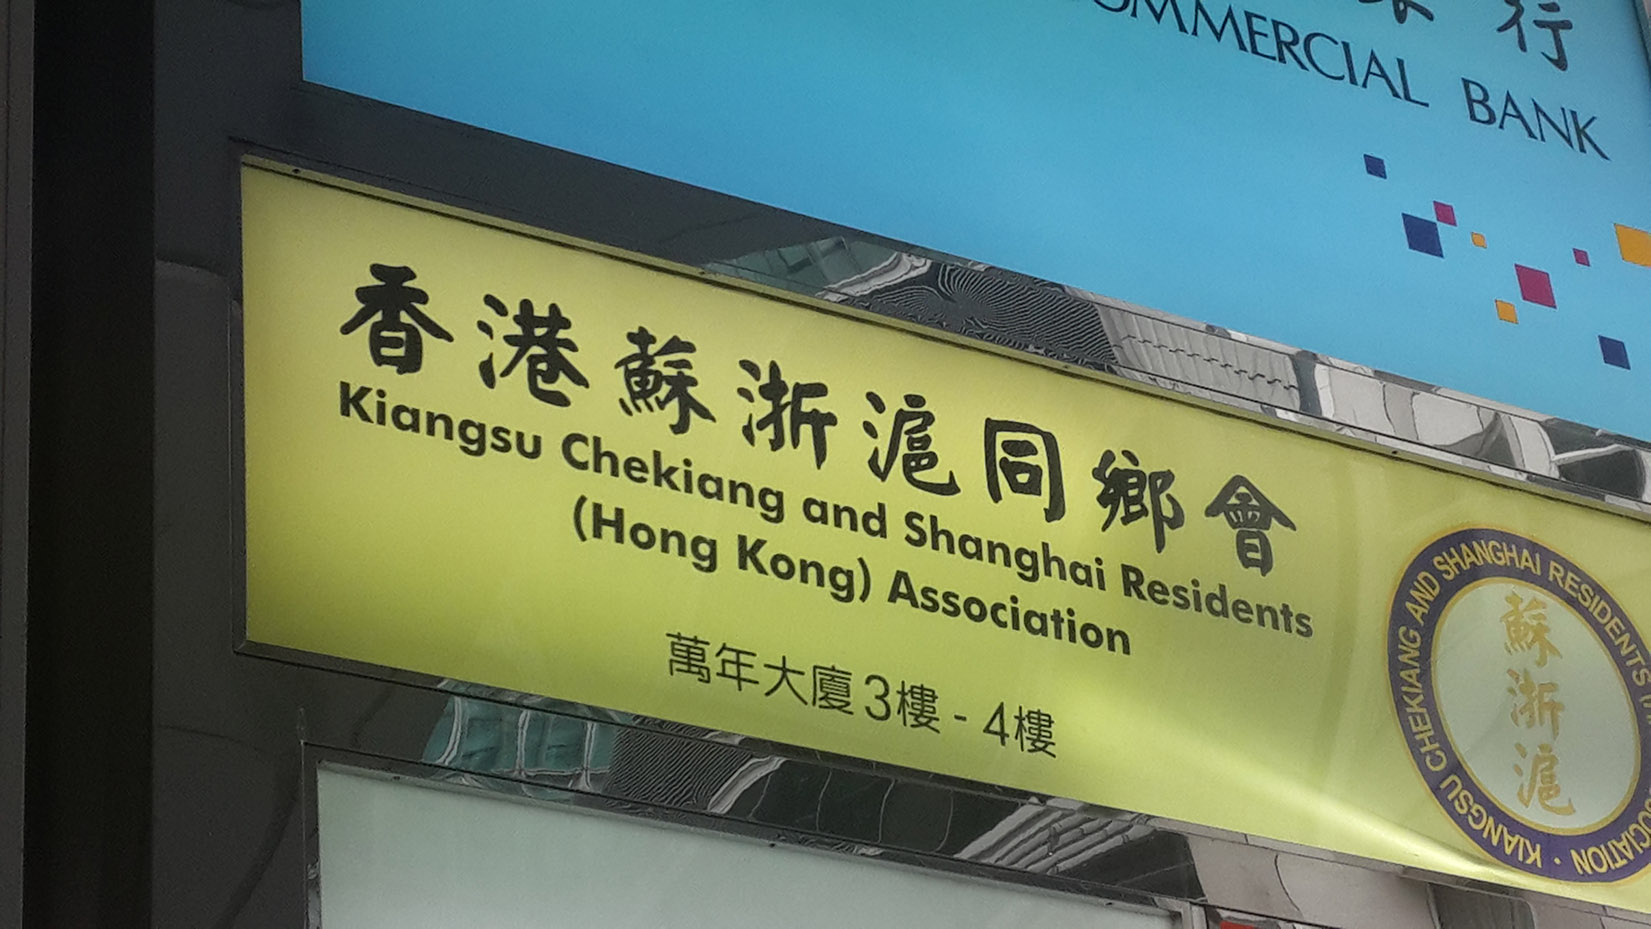 行
COMMERCIAL BANK
香港蘇浙滬同鄉會
Kiangsu Chekiang and Shanghai Residents
(Hong Kong) Association
萬年大廈3樓 - 4樓
KIANGSU CHEKIANG AND SHANGHAI RESIDENTS
蘇
浙
滬